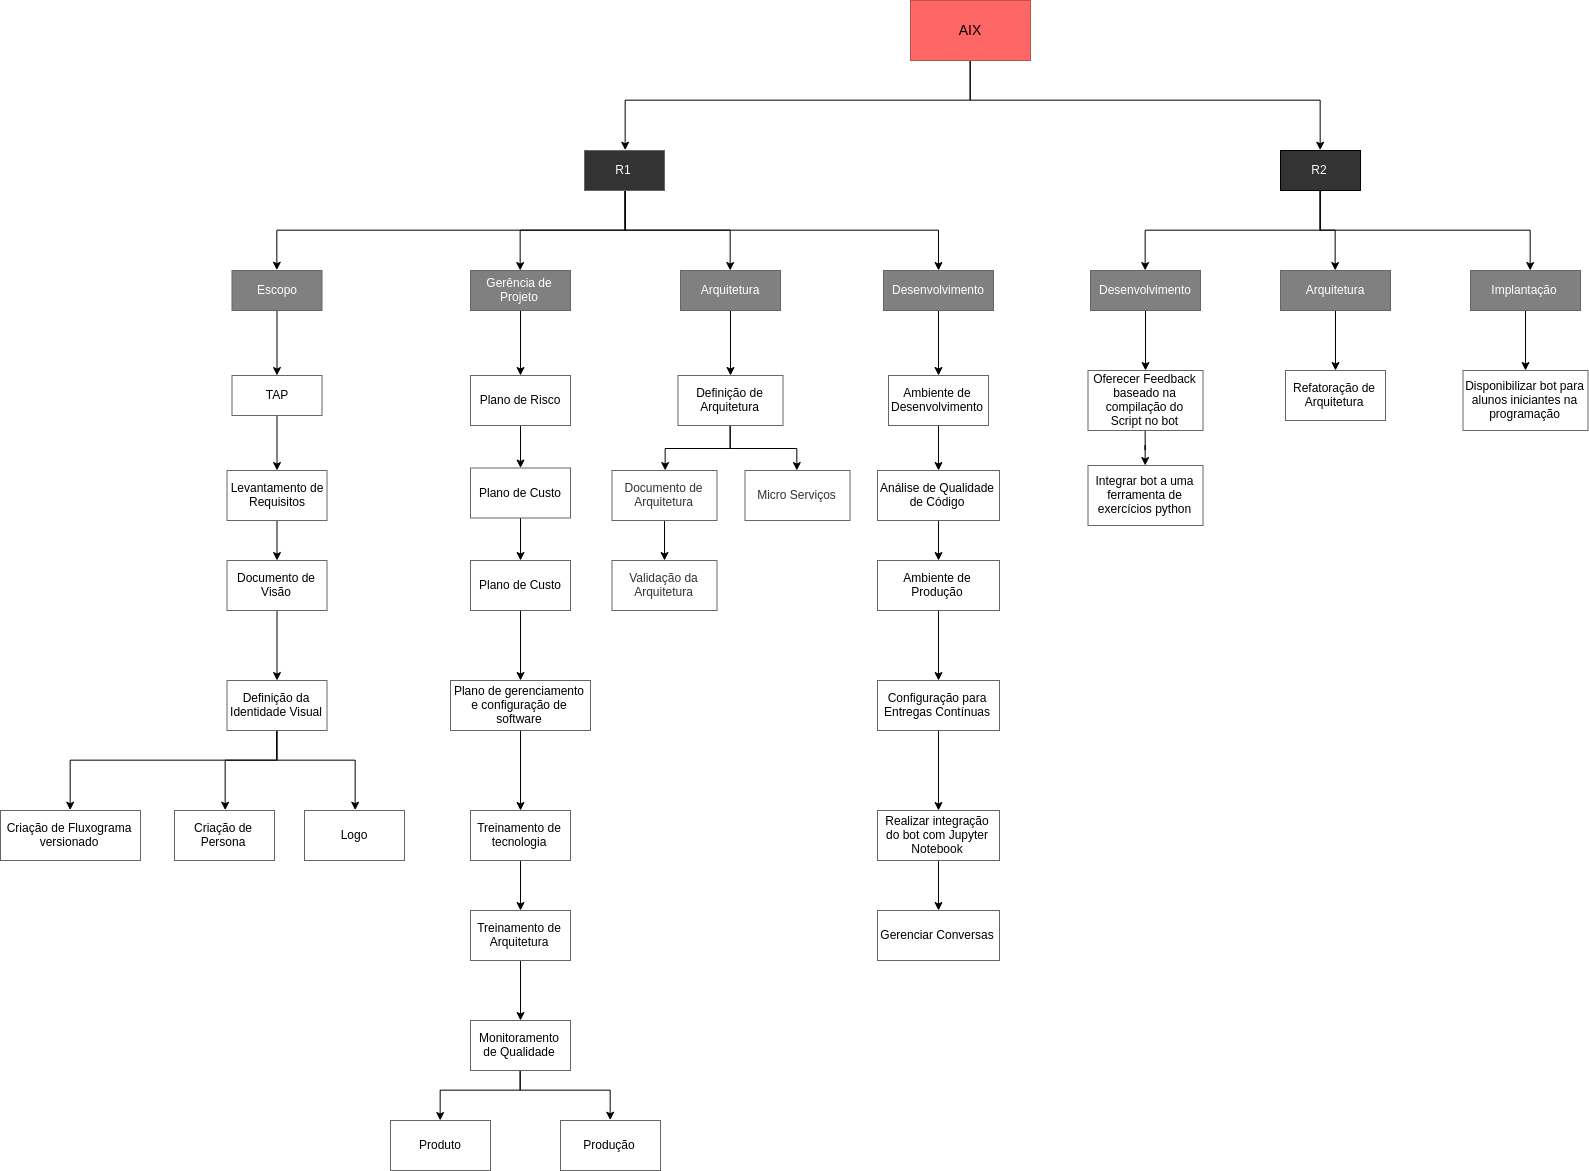 AIX
R1
R2
Escopo
Gerência de
Projeto
Arquitetura
Desenvolvimento
Desenvolvimento
Arquitetura
Implantação
TAP
Plano de Risco
Definição de
Arquitetura
Ambiente de
Desenvolvimento
Oferecer Feedback
baseado na
compilação do
Script no bot
Refatoração de
Arquitetura
Disponibilizar bot para
alunos iniciantes na
programação
Levantamento de
Requisitos
Plano de Custo
Documento de
Arquitetura
Micro Serviços
Análise de Qualidade
de Código
Integrar bot a uma
ferramenta de
exercícios python
Documento de
Visão
Plano de Custo
Validação da
Arquitetura
Ambiente de
Produção
Definição da
Identidade Visual
Plano de gerenciamento
e configuração de
software
Configuração para
Entregas Contínuas
Criação de Fluxograma
versionado
Criação de
Persona
Logo
Treinamento de
tecnologia
Realizar integração
do bot com Jupyter
Notebook
Treinamento de
Arquitetura
Gerenciar Conversas
Monitoramento
de Qualidade
Produto
Produção